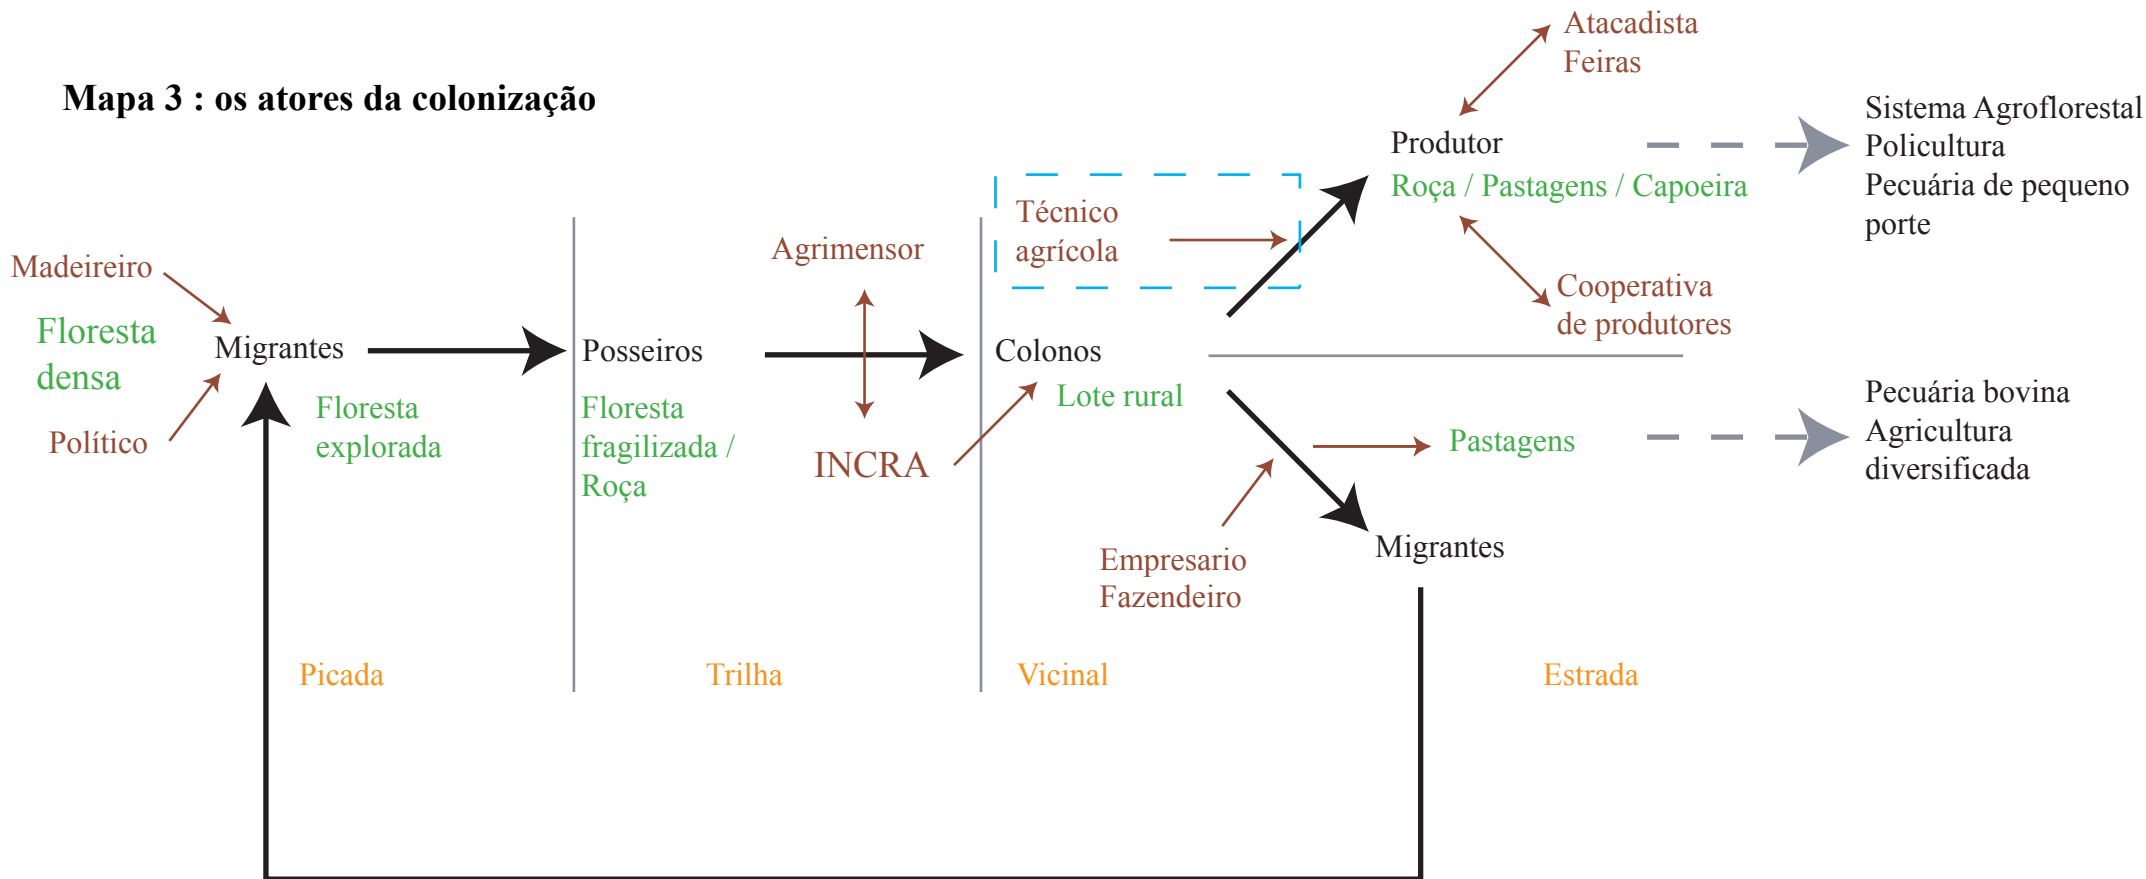 Mapa 3 : os atores da colonização
Atacadista
Feiras
Produtor
Roça / Pastagens / Capoeira
Sistema Agroflorestal
Policultura
Pecuária de pequeno
porte
Técnico
agrícola
Cooperativa
de produtores
Madeireiro
Floresta
densa
Político
Migrantes
Floresta
explorada
Posseiros
Floresta
fragilizada /
Roça
Agrimensor
INCRA
Colonos
Lote rural
Pastagens
Pecuária bovina
Agricultura
diversificada
Empresario
Fazendeiro
Migrantes
Picada
Trilha
Vicinal
Estrada